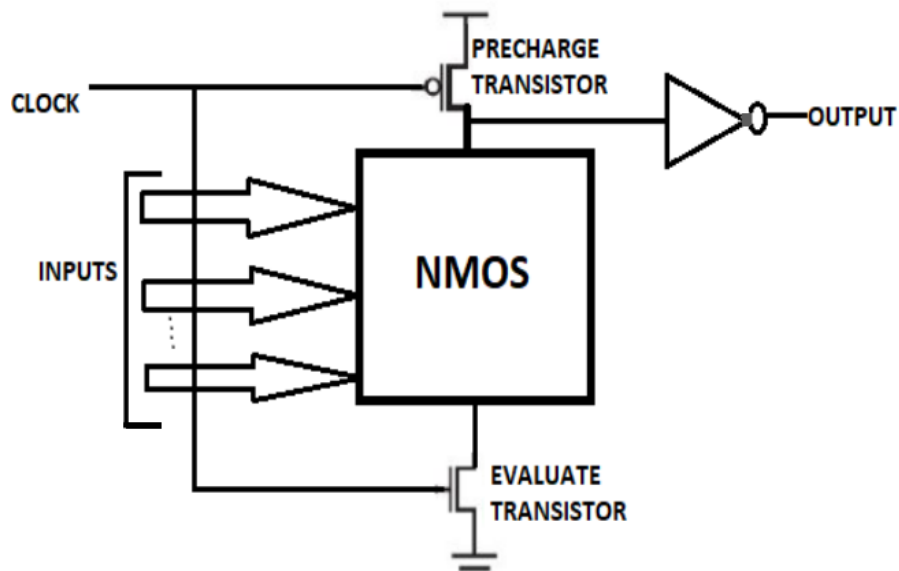 PRECHARGE
TRANSISTOR
CLOCK
OUTPUT
INPUTS
NMOS
EVALUATE
TRANSISTOR